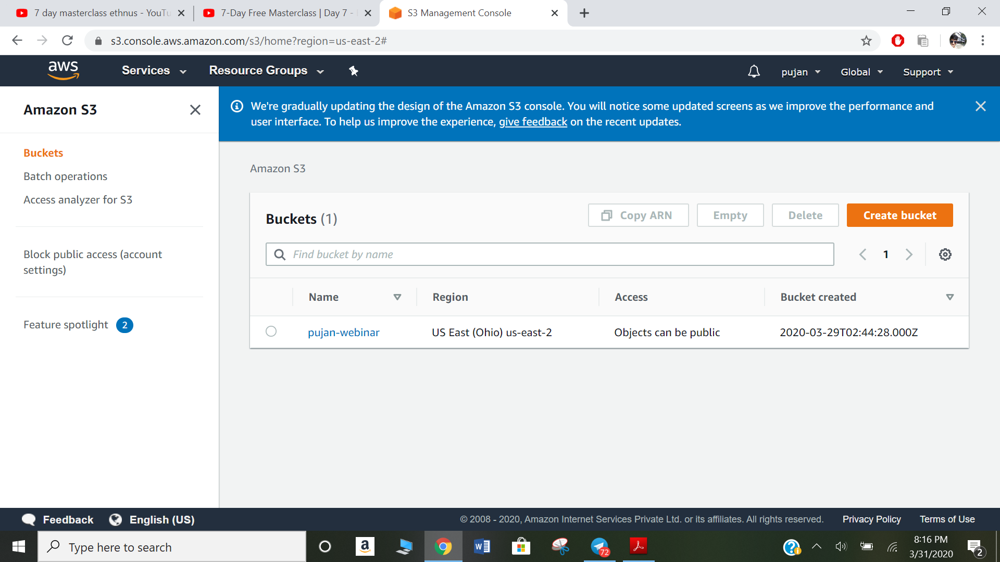 7 day masterclass ethnus - YouTu
7-Day Free Masterclass | Day 7 -
S3 Management Console
s3.console.aws.amazon.com/s3/home?region=us-east-2#
aws
Services
Resource Groups
pujan
Global
Support
Amazon S3
We're gradually updating the design of the Amazon S3 console. You will notice some updated screens as we improve the performance and
user interface. To help us improve the experience, give feedback on the recent updates.
Buckets
Batch operations
Access analyzer for S3
Block public access (account
settings)
Feature spotlight 2
Amazon S3
Buckets (1)
Copy ARN
Empty
Delete
Create bucket
Find bucket by name
1
Name
Region
Access
Bucket created
pujan-webinar
US East (Ohio) us-east-2
Objects can be public
2020-03-29T02:44:28.000Z
Feedback
English (US)
© 2008 - 2020, Amazon Internet Services Private Ltd. or its affiliates. All rights reserved.
Privacy Policy
Terms of Use
Type here to search
a
W
72
8:16 PM
3/31/2020
2